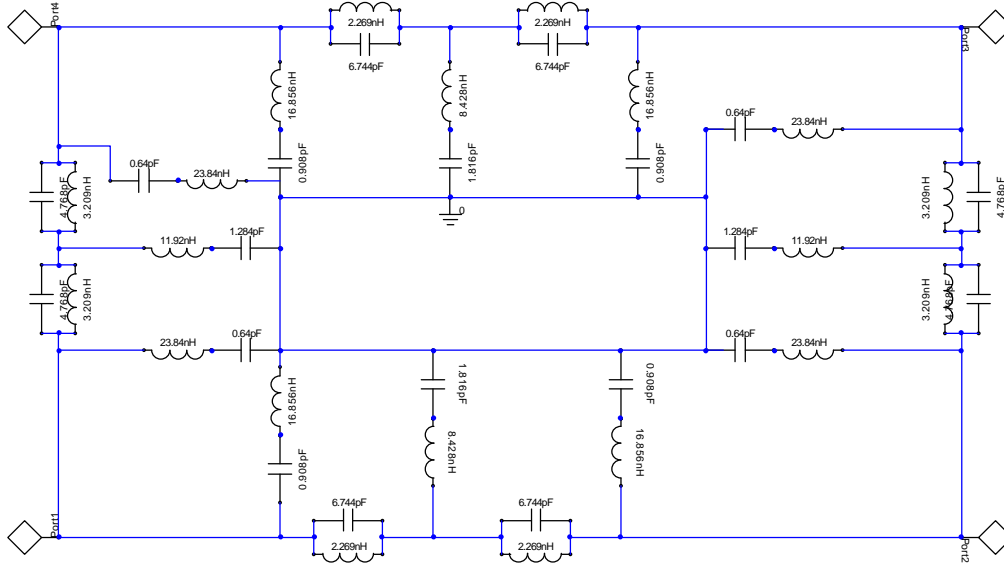 Port4
2.269nH
6.744pF
2.269nH
6.744pF
Port3
16.856nH
0.908pF
8.428nH
1.816pF
16.856nH
0.908pF
0.64pF
23.84nH
0.64pF
23.84nH
4.768pF
3.209nH
3.209nH
4.768pF
0
11.92nH
1.284pF
1.284pF
11.92nH
4.768pF
3.209nH
3.209nH
4.768pF
23.84nH
0.64pF
0.64pF
23.84nH
16.856nH
0.908pF
1.816pF
8.428nH
0.908pF
16.856nH
Port1
6.744pF
2.269nH
6.744pF
2.269nH
Port2